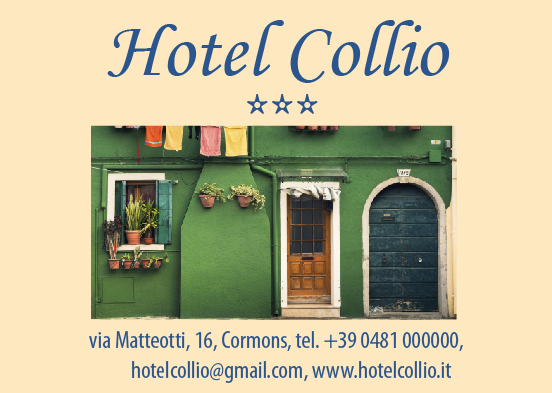 Hotel Collio
via Matteotti, 16, Cormons, tel. +39 0481 000000,
hotelcollio@gmail.com, www.hotelcollio.it